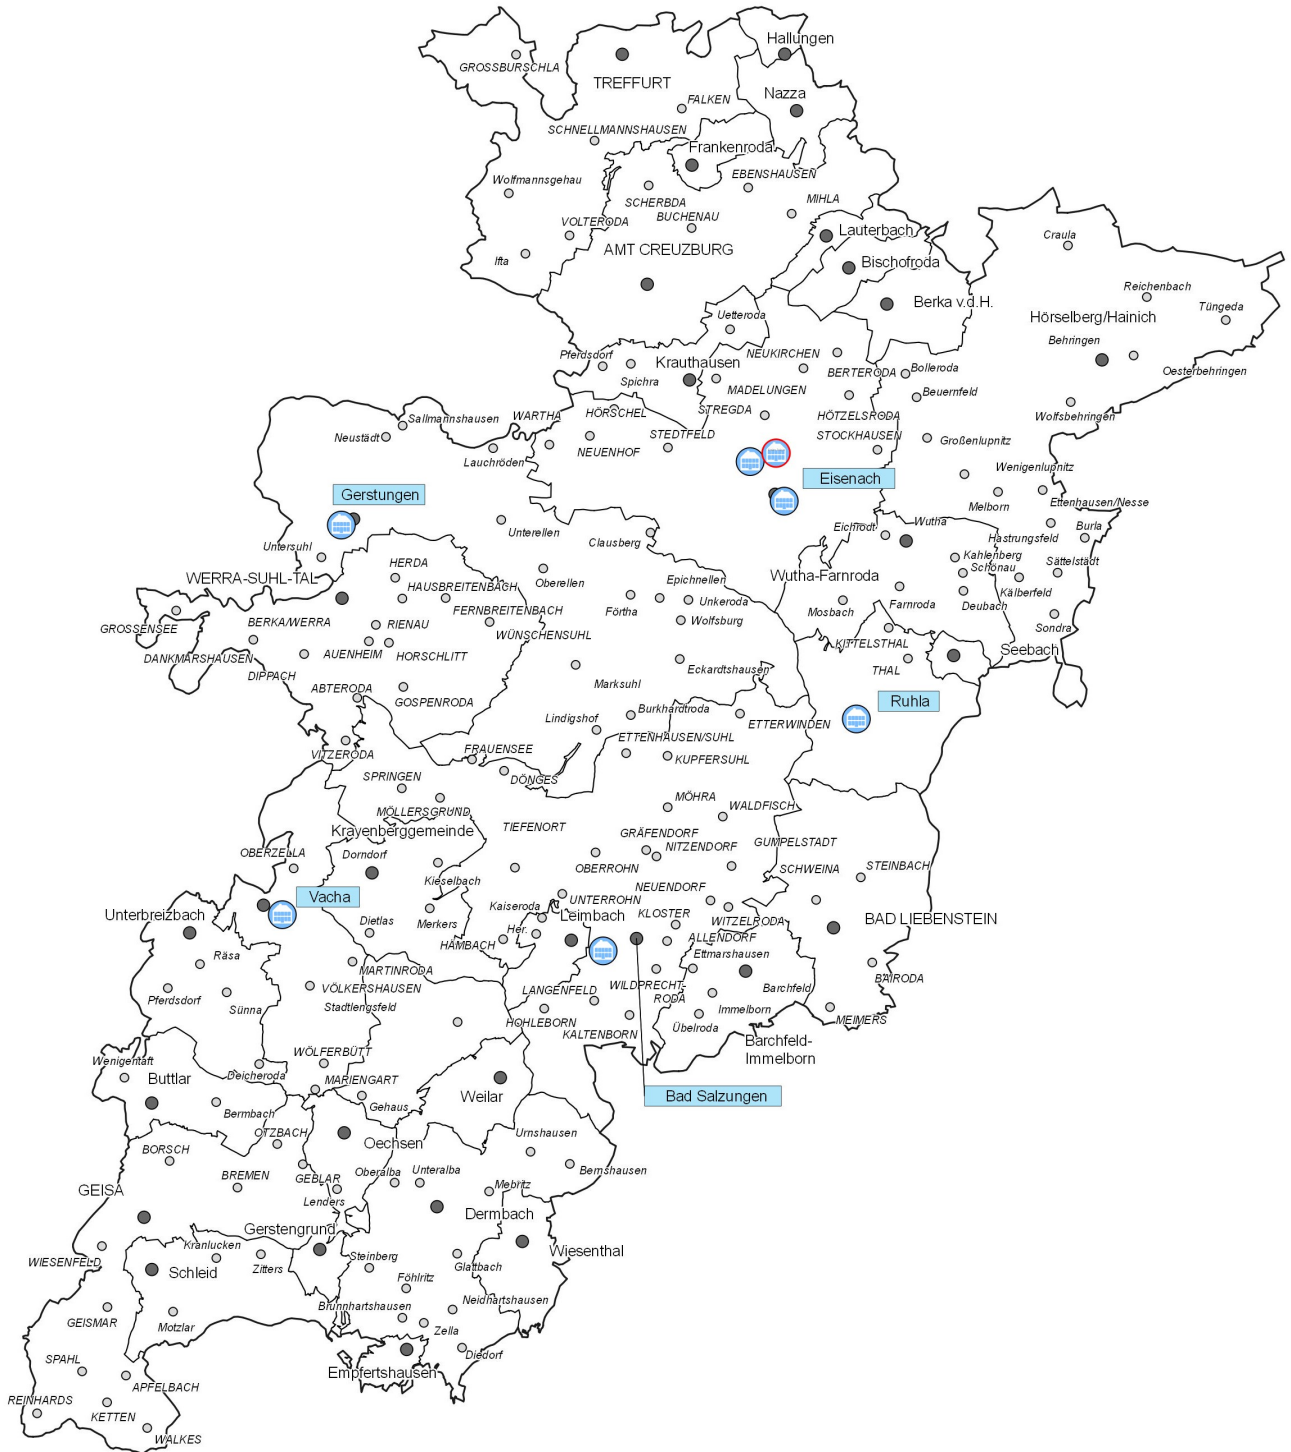 Hallungen
GROSSBURSCHLA
TREFFURT
Nazza
FALKEN
SCHNELLMANNSHAUSEN
Frankenroda
EBENSHAUSEN
Wolfmannsgehau
SCHERBDA
MIHLA
BUCHENAU
VOLTERODA
Lauterbach
Craula
AMT CREUZBURG
Ifta
Bischofroda
Reichenbach
Berka v.d.H.
Tüngeda
Uetteroda
Hörselberg/Hainich
Behringen
Pferdsdorf
Krauthausen
NEUKIRCHEN
Bolleroda
Oesterbehringen
Spichra
BERTERODA
MADELUNGEN
Beuernfeld
Sallmannshausen
WARTHA
HÖRSCHEL
STREGDA
HÖTZELSRODA
Wolfsbehringen
Neustädt
STEDTFELD
STOCKHAUSEN
Großenlupnitz
Lauchröden
NEUENHOF
Wenigenlupnitz
Eisenach
Gerstungen
Melborn
Ettenhausen/Nesse
Unterellen
Eichrodt
Wutha
Burla
Clausberg
Hastrungsfeld
Untersuhl
Kahlenberg
Sättelstädt
HERDA
Schönau
WERRA-SUHL-TAL
HAUSBREITENBACH
Oberellen
Epichnellen
Wutha-Farnroda
Kälberfeld
Unkeroda
Farnroda
Deubach
FERNBREITENBACH
Förtha
Mosbach
GROSSENSEE
BERKA/WERRA
RIENAU
Wolfsburg
Sondra
WÜNSCHENSUHL
KITTELSTHAL
Seebach
DANKMARSHAUSEN
AUENHEIM
HORSCHLITT
Eckardtshausen
THAL
DIPPACH
Marksuhl
ABTERODA
GOSPENRODA
Ruhla
Lindigshof
Burkhardtroda
ETTERWINDEN
ETTENHAUSEN/SUHL
VITZERODA
FRAUENSEE
KUPFERSUHL
SPRINGEN
DÖNGES
MÖLLERSGRUND
MÖHRA
WALDFISCH
Krayenberggemeinde
TIEFENORT
GRÄFENDORF
GUMPELSTADT
OBERZELLA
Dorndorf
NITZENDORF
OBERROHN
SCHWEINA
STEINBACH
Kieselbach
Vacha
NEUENDORF
UNTERROHN
Kaiseroda
WITZELRODA
Unterbreizbach
Merkers
Leimbach
KLOSTER
BAD LIEBENSTEIN
Dietlas
Her.
ALLENDORF
HÄMBACH
Ettmarshausen
Räsa
MARTINRODA
BAIRODA
WILDPRECHT-
RODA
Barchfeld
VÖLKERSHAUSEN
LANGENFELD
Pferdsdorf
Sünna
Stadtlengsfeld
Immelborn
HOHLEBORN
Übelroda
MEIMERS
KALTENBORN
Barchfeld-
Immelborn
WÖLFERBÜTT
Wenigentaft
Deicheroda
Buttlar
MARIENGART
Weilar
Bad Salzungen
Gehaus
Bermbach
OTZBACH
Oechsen
Urnshausen
BORSCH
Bernshausen
BREMEN
GEBLAR
Oberalba
Unteralba
GEISA
Lenders
Mebritz
Dermbach
Gerstengrund
Kranlucken
Wiesenthal
WIESENFELD
Zitters
Steinberg
Glattbach
Schleid
Föhlritz
Neidhartshausen
Brunnhartshausen
GEISMAR
Motzlar
Zella
Diedorf
SPAHL
Empfertshausen
APFELBACH
REINHARDS
KETTEN
WALKES